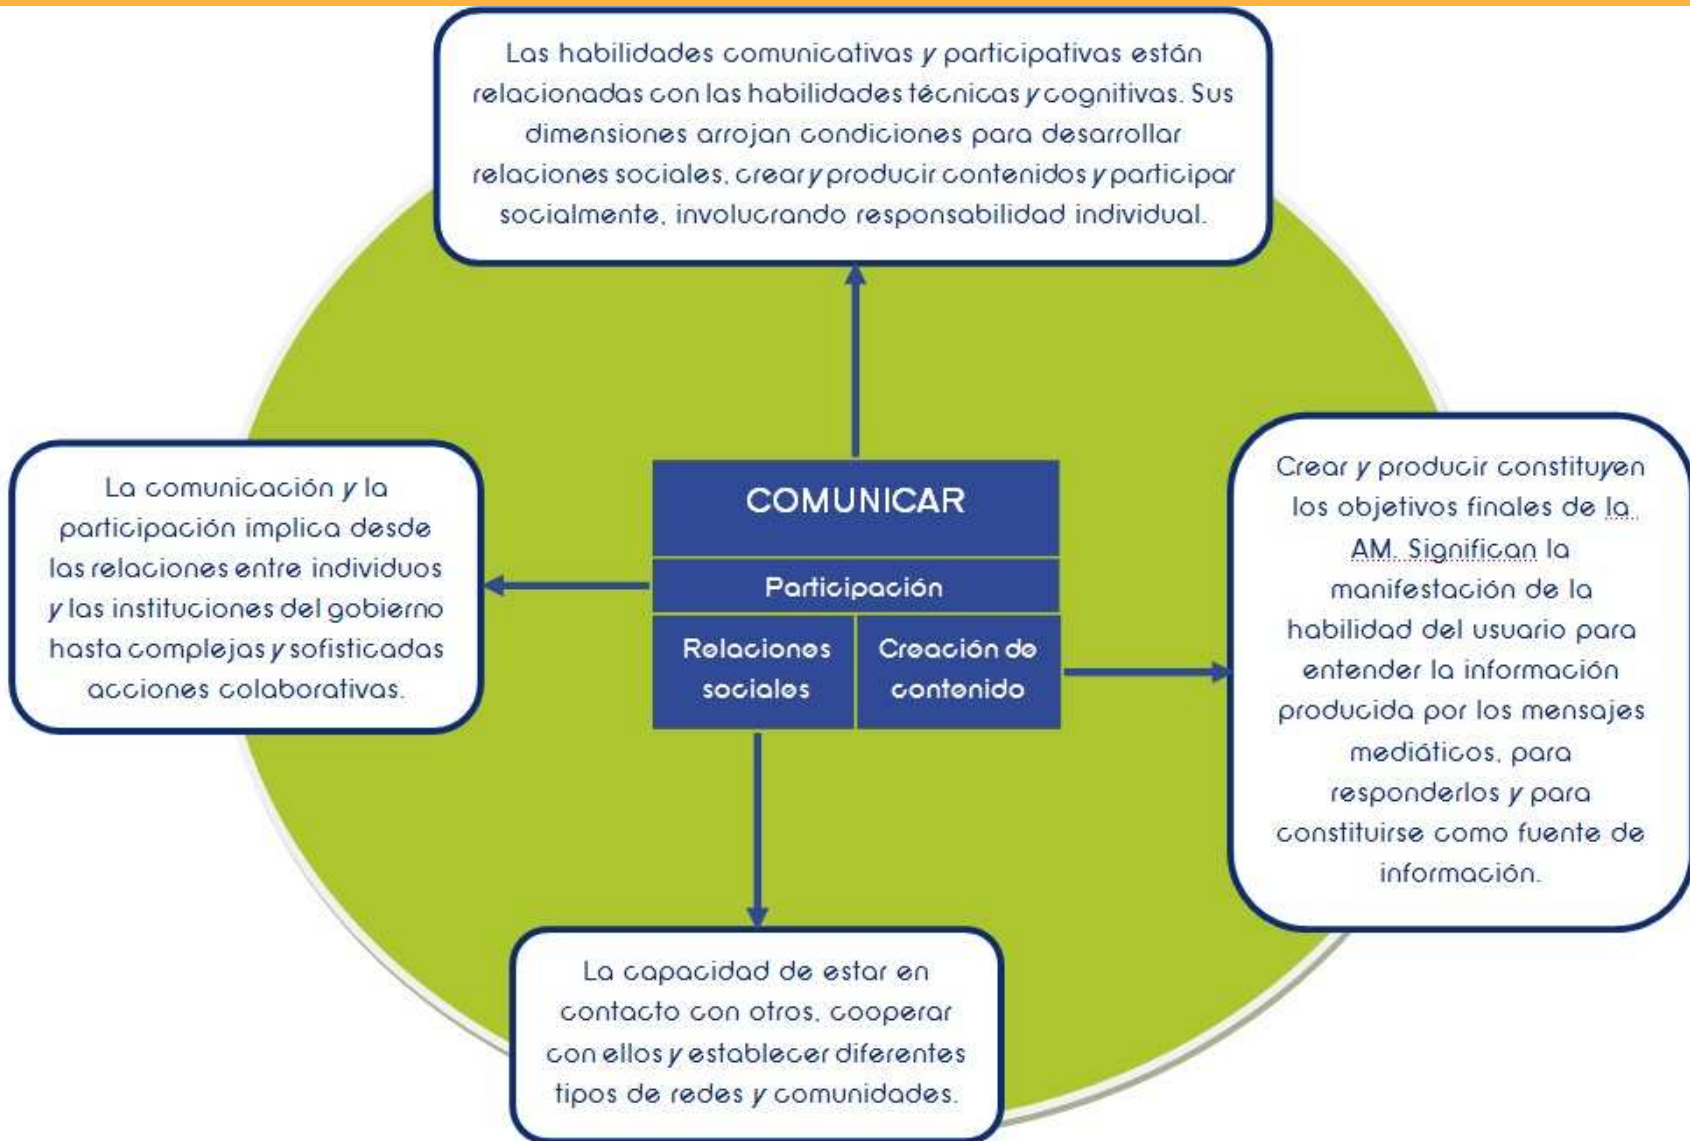 Las habilidades comunicativas y participativas están
relacionadas con las habilidades técnicas y cognitivas. Sus
dimensiones arrojan condiciones para desarrollar
relaciones sociales, crear y producir contenidos y participar
socialmente, involucrando responsabilidad individual.
La comunicación y la
participación implica desde
las relaciones entre individuos
y las instituciones del gobierno
hasta complejas y sofisticadas
acciones colaborativas.
COMUNICAR
Participación
Relaciones
sociales
Creación de
contenido
Crear y producir constituyen
los objetivos finales de la
AM. Significan la
manifestación de la
habilidad del usuario para
entender la información
producida por los mensajes
mediáticos, para
responderlos y para
constituirse como fuente de
información.
La capacidad de estar en
contacto con otros, cooperar
con ellos y establecer diferentes
tipos de redes y comunidades.